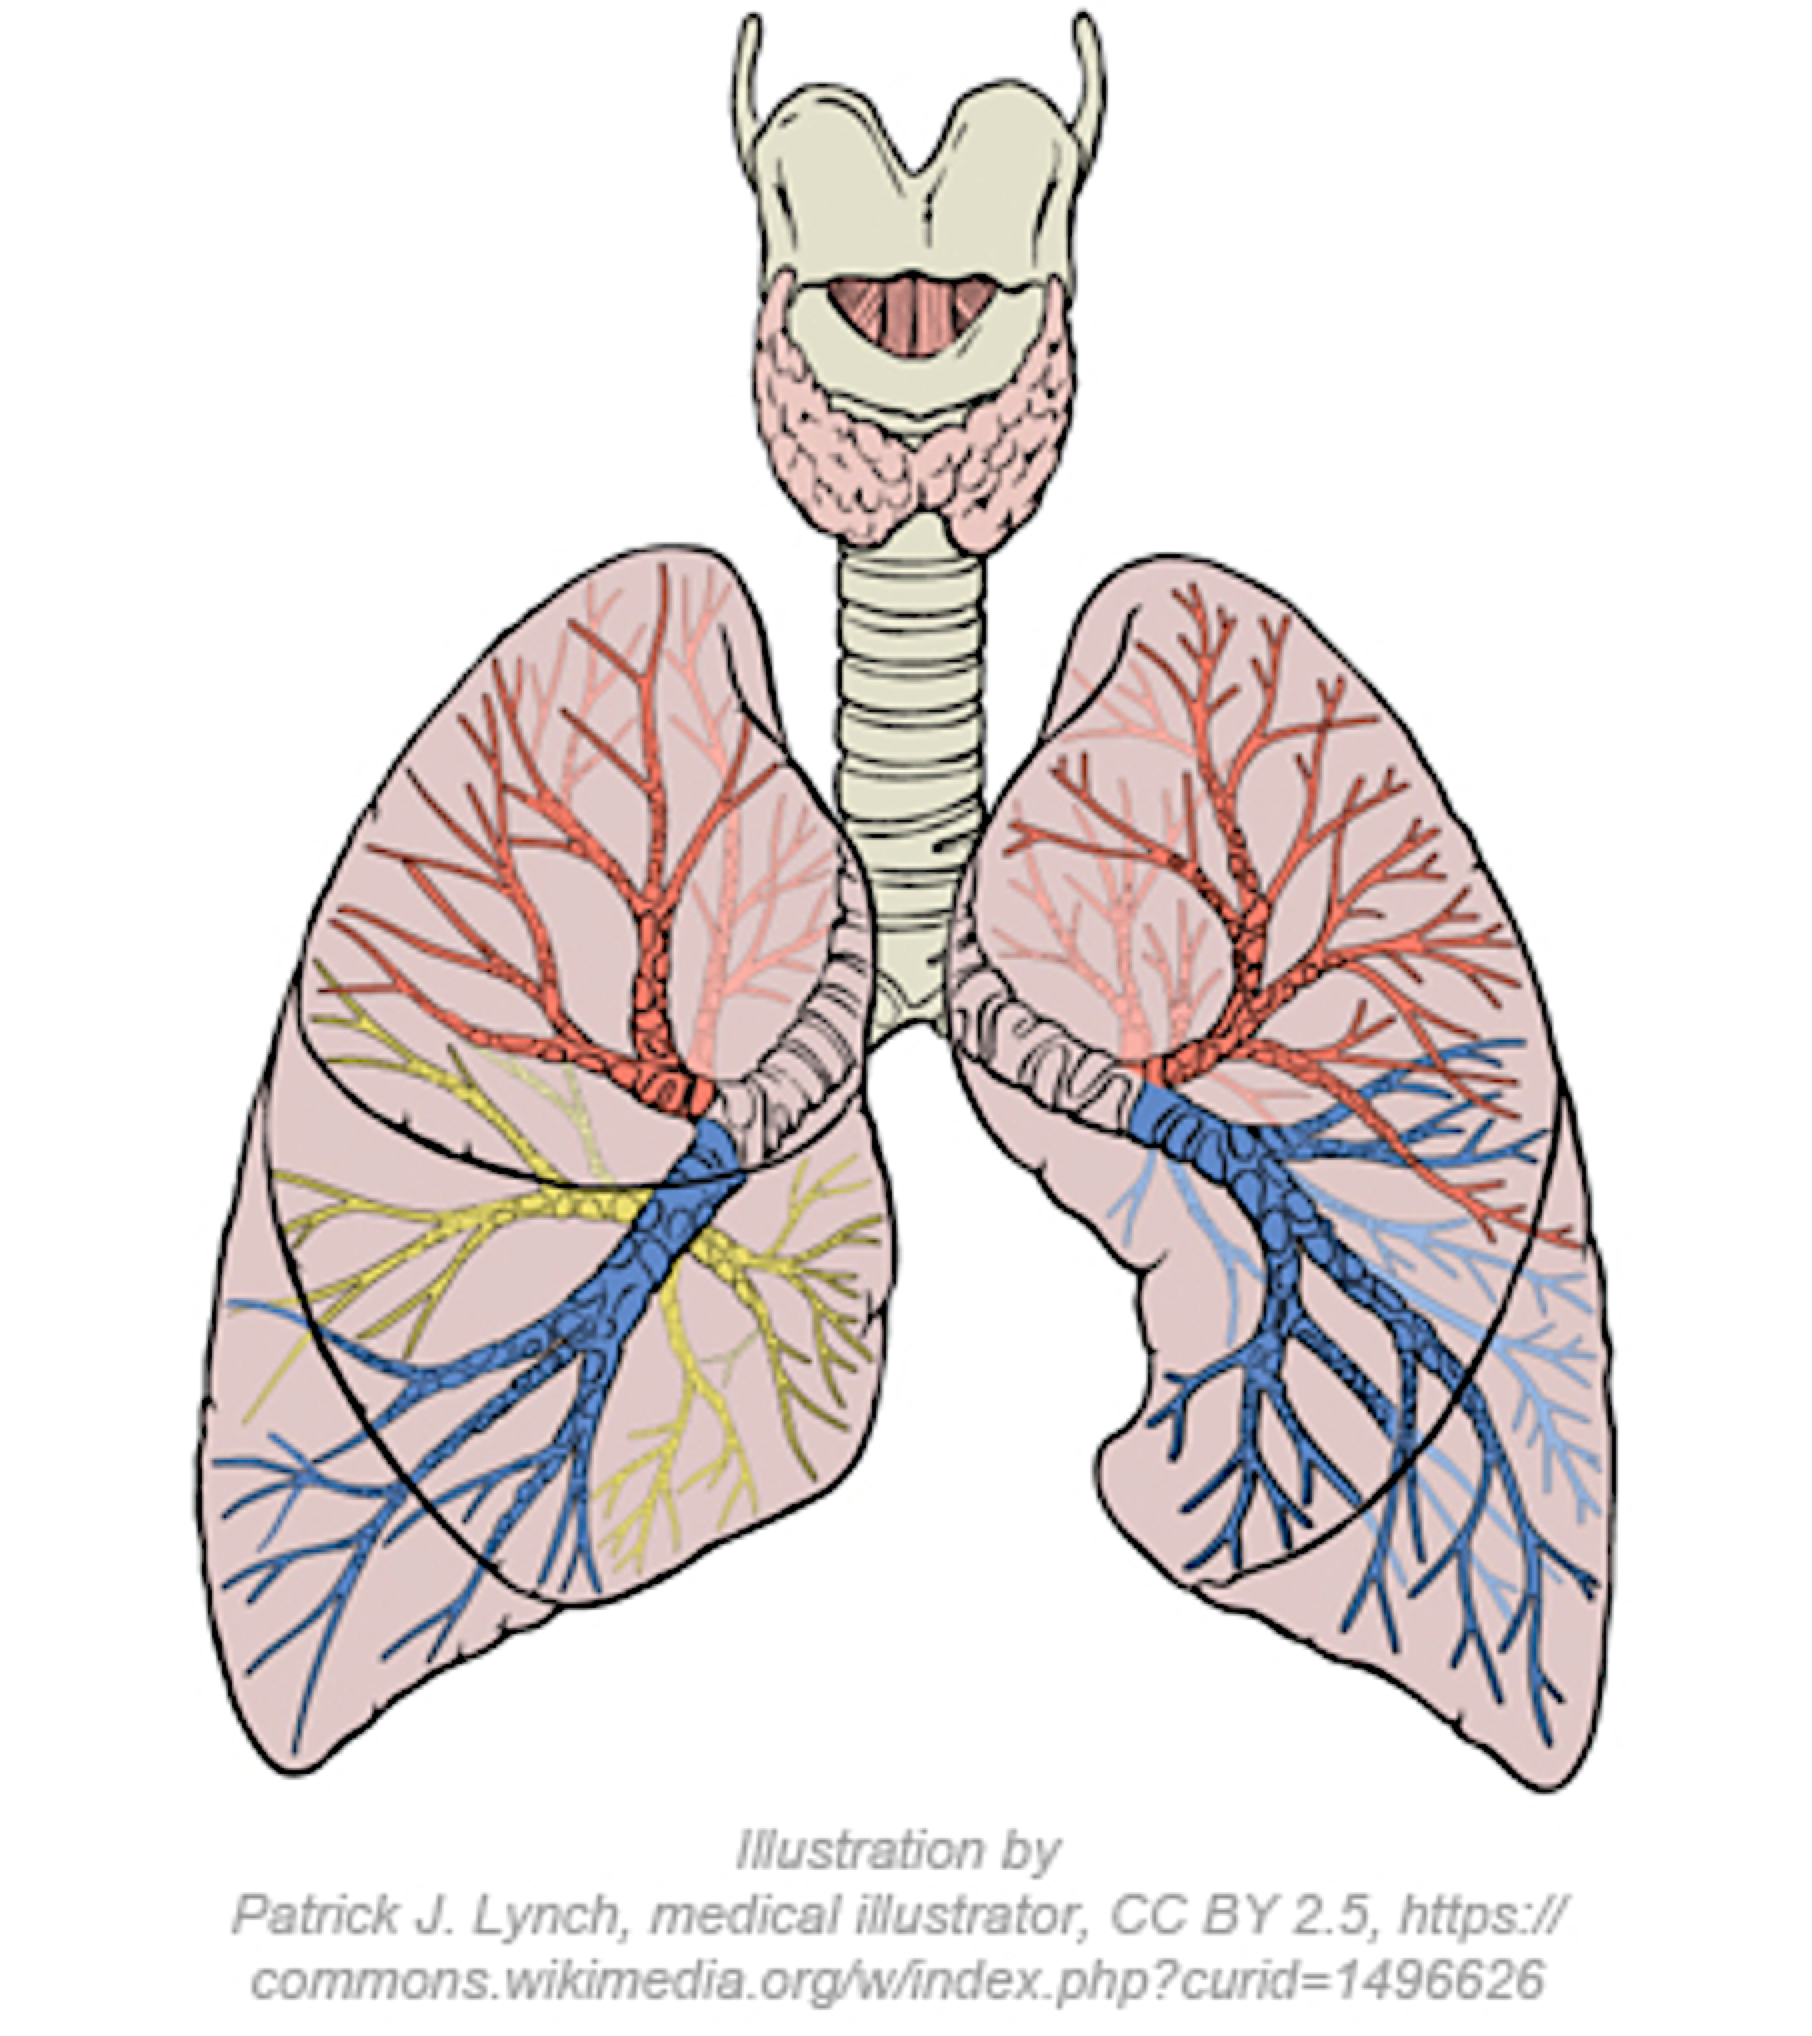 Illustration by
Patrick J. Lynch, medical illustrator, CC BY 2.5, https://
commons.wikimedia.org/w/index.php?curid=1496626